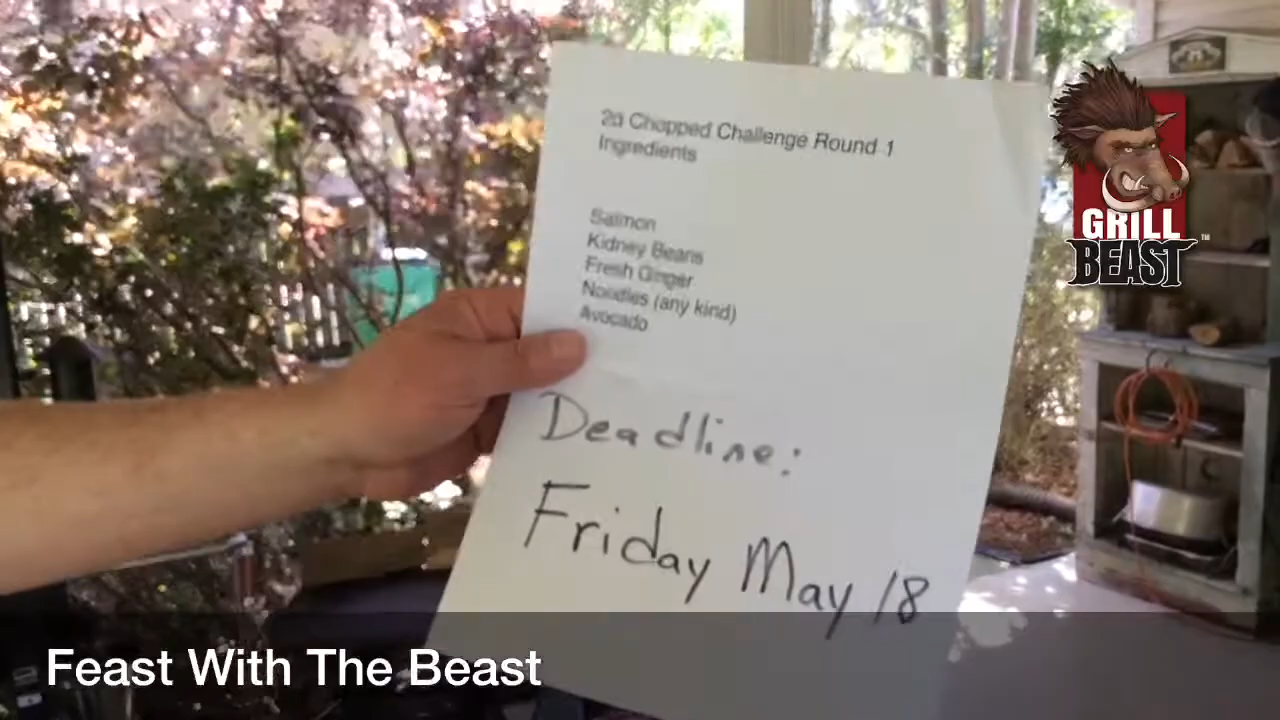 2d Chopped Challenge Round 1
Ingredients
Salmon
Kidney Beans
Fresh Ginger
Noodles (any kind)
Avocado
Deadline:
Friday May 18
GRILL
BEAST™
Feast With The Beast